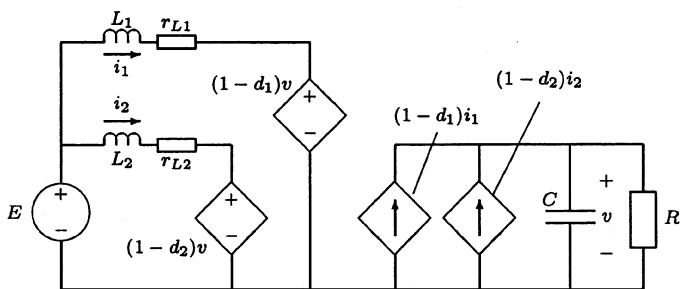 L1 rL1
i1
(1−d1)v
+
−
(1−d2)i2
(1−d1)i1
i2
L2 rL2
E
+
−
+
−
(1−d2)v
C
+
v
−
R